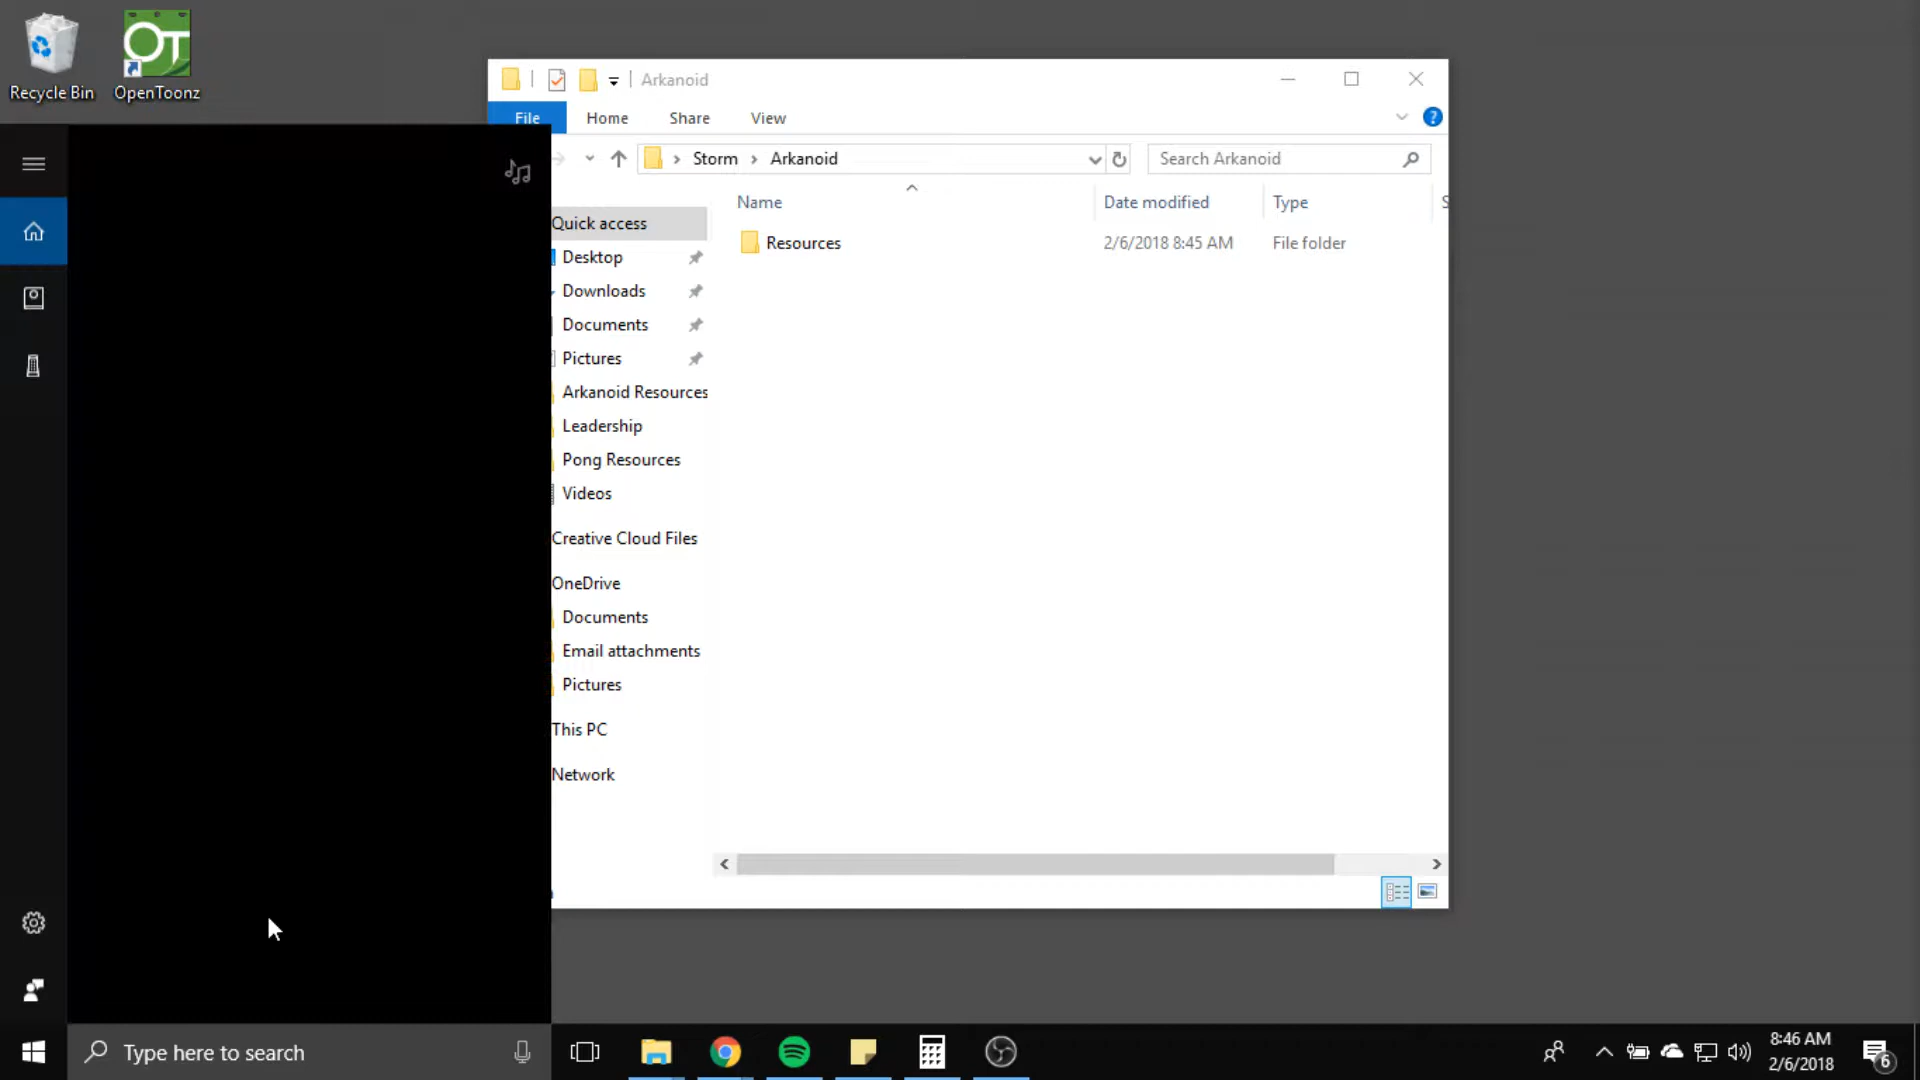 Recycle Bin
OpenToonz
Arkanoid
File
Home
Share
View
Storm
Arkanoid
Search Arkanoid
Name
Date modified
Type
S
Quick access
Desktop
Downloads
Documents
Pictures
Arkanoid Resources
Leadership
Pong Resources
Videos
Creative Cloud Files
OneDrive
Documents
Email attachments
Pictures
This PC
Network
Resources
2/6/2018 8:45 AM
File folder
Type here to search
8:46 AM
2/6/2018
6